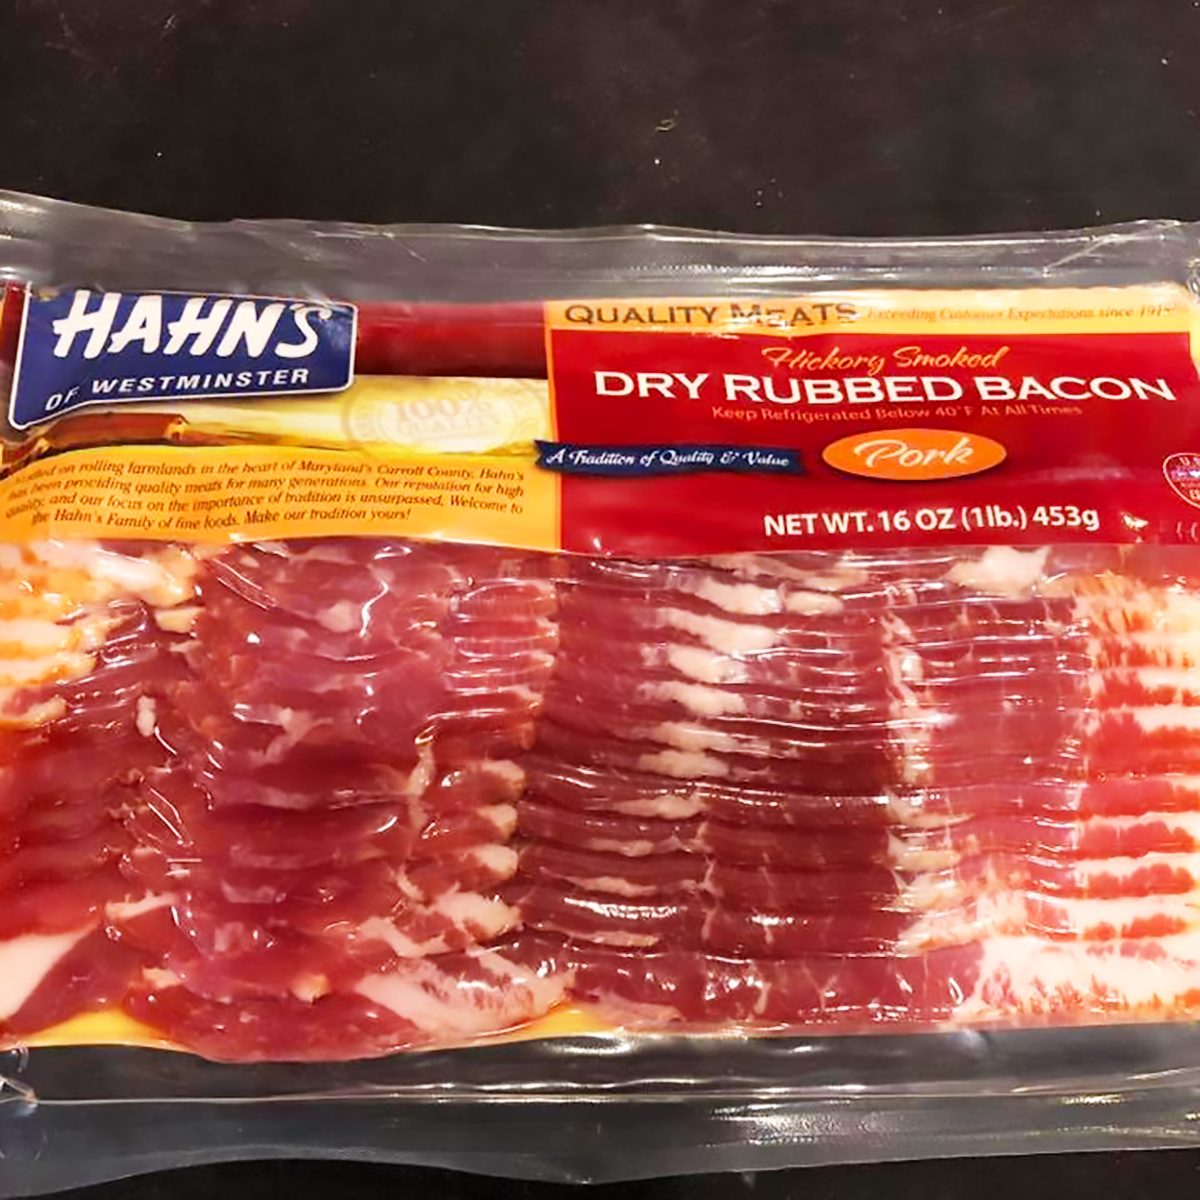 HAHN'S
OF WESTMINSTER
100%
QUALITY
on rolling farmlands in the heart of Maryland's Carroll County, Hahn's
has been providing quality meats for many generations. Our reputation for high
quality, and our focus on the importance of tradition is unsurpassed. Welcome to
the Hahn's Family of fine foods. Make our tradition yours!
QUALITY MEATS Exceeding Customer Expectations since 1915
Hickory Smoked
DRY RUBBED BACON
Keep Refrigerated Below 40°F At All Times
A Tradition of Quality & Value
Pork
NET WT. 16 OZ (1lb.) 453g